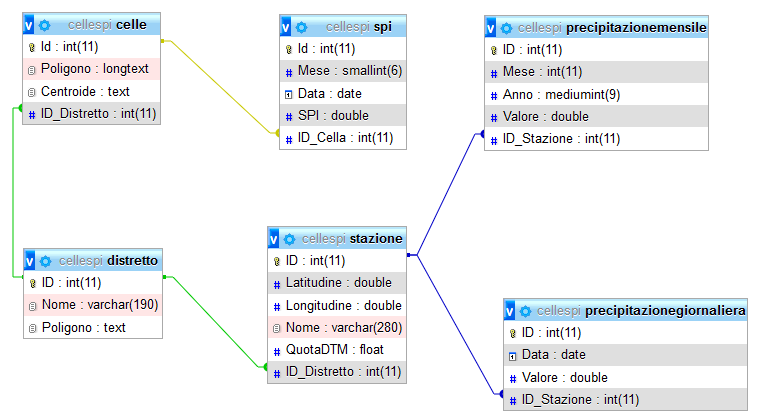 cellespi celle
Id : int(11)
Poligono : longtext
Centroide : text
# ID_Distretto : int(11)
cellespi spi
Id : int(11)
# Mese : smallint(6)
Data : date
# SPI : double
# ID_Cella : int(11)
cellespi precipitazionemensile
ID : int(11)
# Mese : int(11)
# Anno : mediumint(9)
# Valore : double
# ID_Stazione : int(11)
cellespi distretto
ID : int(11)
Nome : varchar(190)
Poligono : text
cellespi stazione
ID : int(11)
# Latitudine : double
# Longitudine : double
Nome : varchar(280)
# QuotaDTM : float
# ID_Distretto : int(11)
cellespi precipitazionegiornaliera
ID : int(11)
Data : date
# Valore : double
# ID_Stazione : int(11)